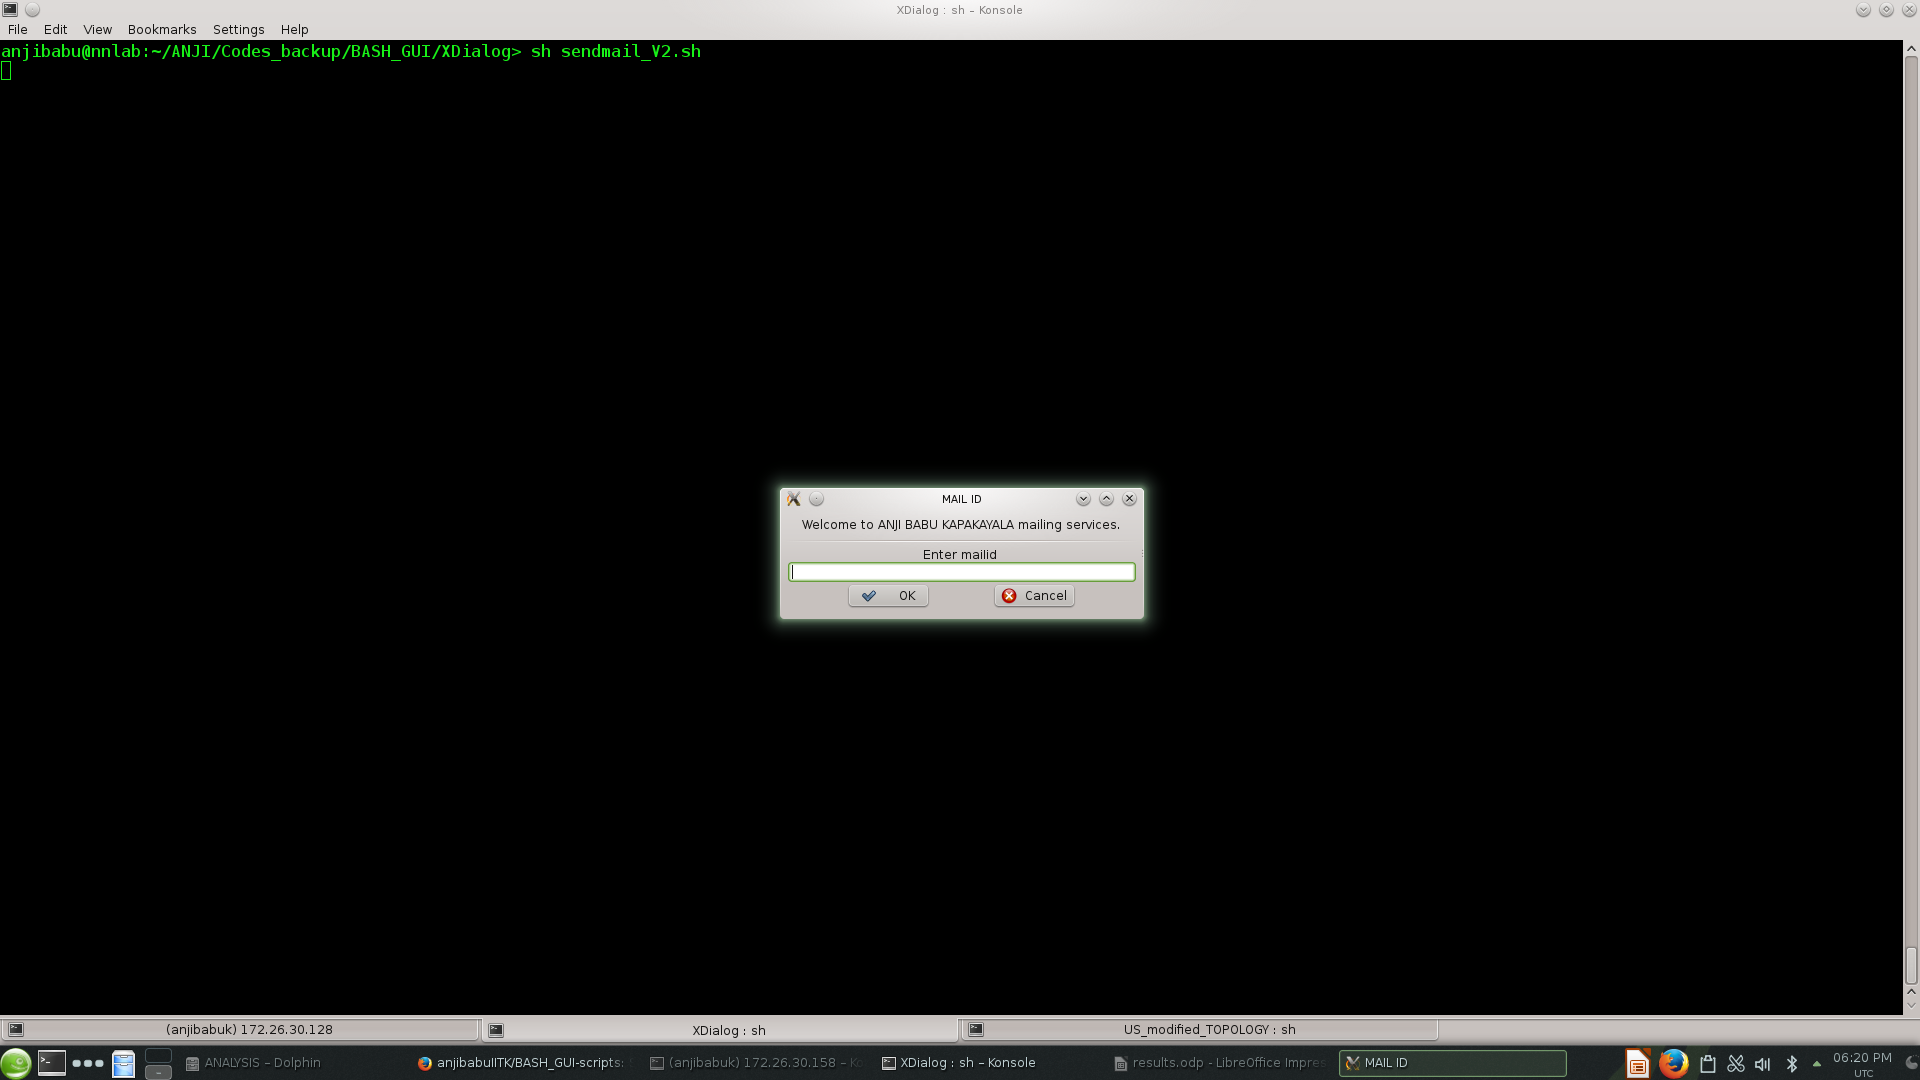 XDialog : sh – Konsole
File Edit View Bookmarks Settings Help
anjibabu@nnlab:~/ANJI/Codes_backup/BASH_GUI/XDialog> sh sendmail_V2.sh
MAIL ID
Welcome to ANJI BABU KAPAKAYALA mailing services.
Enter mailid
OK Cancel
(anjibabuk) 172.26.30.128 XDialog : sh US_modified_TOPOLOGY : sh
ANALYSIS – Dolphin anjibabuIITK/BASH_GUI-scripts: (anjibabuk) 172.26.30.158 – Ko XDialog : sh – Konsole results.odp - LibreOffice Impres MAIL ID 06:20 PM
UTC